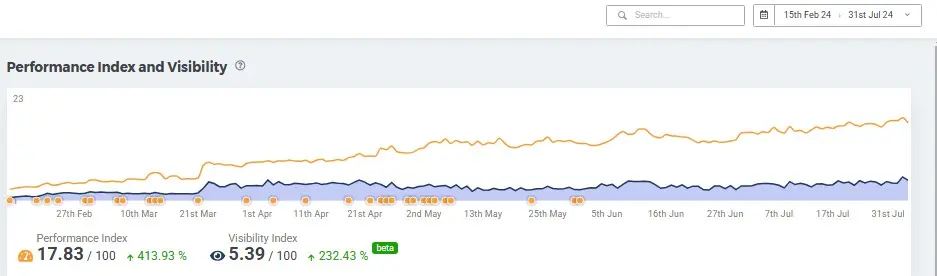 Search...
15th Feb 24 › 31st Jul 24
Performance Index and Visibility
23
27th Feb 10th Mar 21st Mar 1st Apr 11th Apr 21st Apr 2nd May 13th May 25th May 5th Jun 16th Jun 27th Jun 7th Jul 17th Jul 31st Jul
Performance Index
17.83 / 100 ↑ 413.93 %
Visibility Index
5.39 / 100 ↑ 232.43 % beta